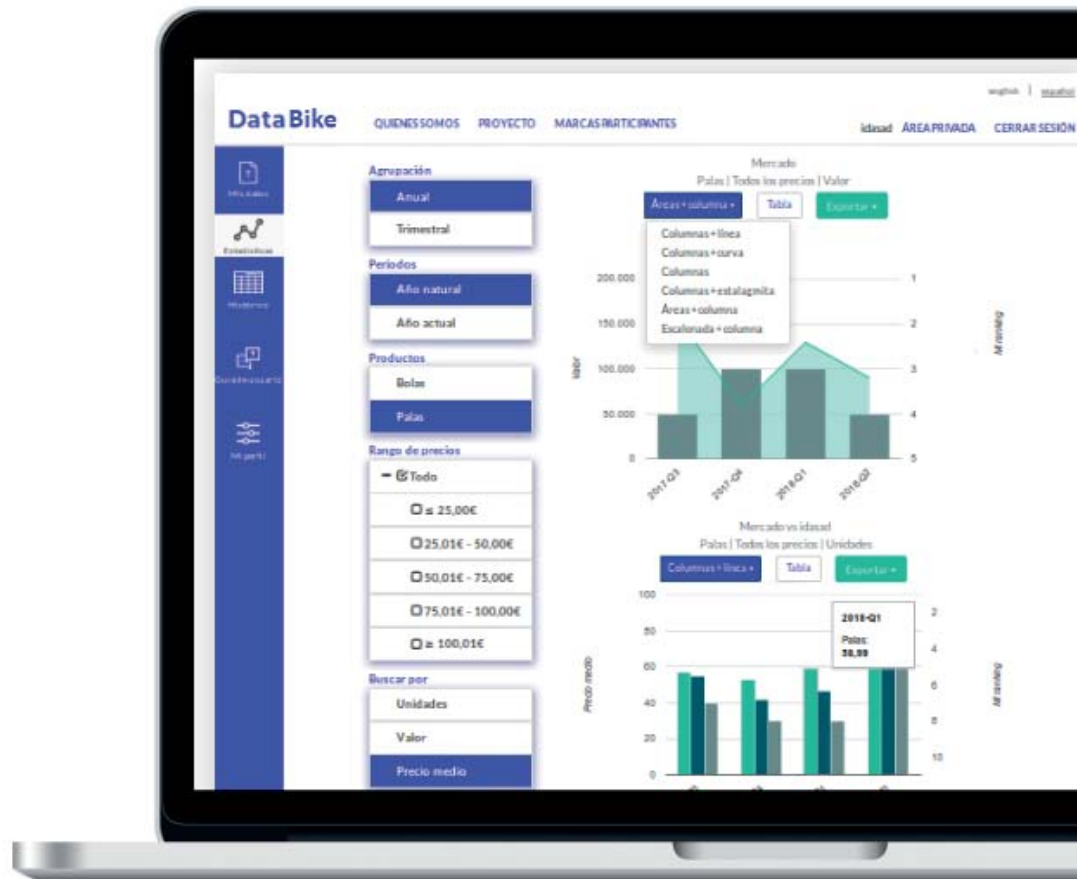 english | español
DataBike
QUIENES SOMOS PROYECTO MARCAS PARTICIPANTES
idasad ÁREA PRIVADA CERRAR SESIÓN
Estadísticas
Mi perfil
Agrupación
Anual
Trimestral
Periodos
Año natural
Año actual
Productos
Bolas
Palas
Rango de precios
Todo
≤ 25,00€
25,01€ - 50,00€
50,01€ - 75,00€
75,01€ - 100,00€
≥ 100,01€
Buscar por
Unidades
Valor
Precio medio
Mercado
Palas | Todos los precios | Valor
Áreas+columna Tabla Exportar
Columnas+línea
Columnas+curva
Columnas
Columnas+estalagmita
Áreas+columna
Escalonada+columna
200.000 1
150.000 2
100.000 3
50.000 4
0 5
Valor
Mi ranking
2017-Q3 2017-Q4 2018-Q1 2018-Q2
Mercado vs idasad
Palas | Todos los precios | Unidades
Columnas+línea Tabla Exportar
100
80
60
40
20
0
Precio medio
2018-Q1
Palas:
2
4
6
8
10
Mi ranking